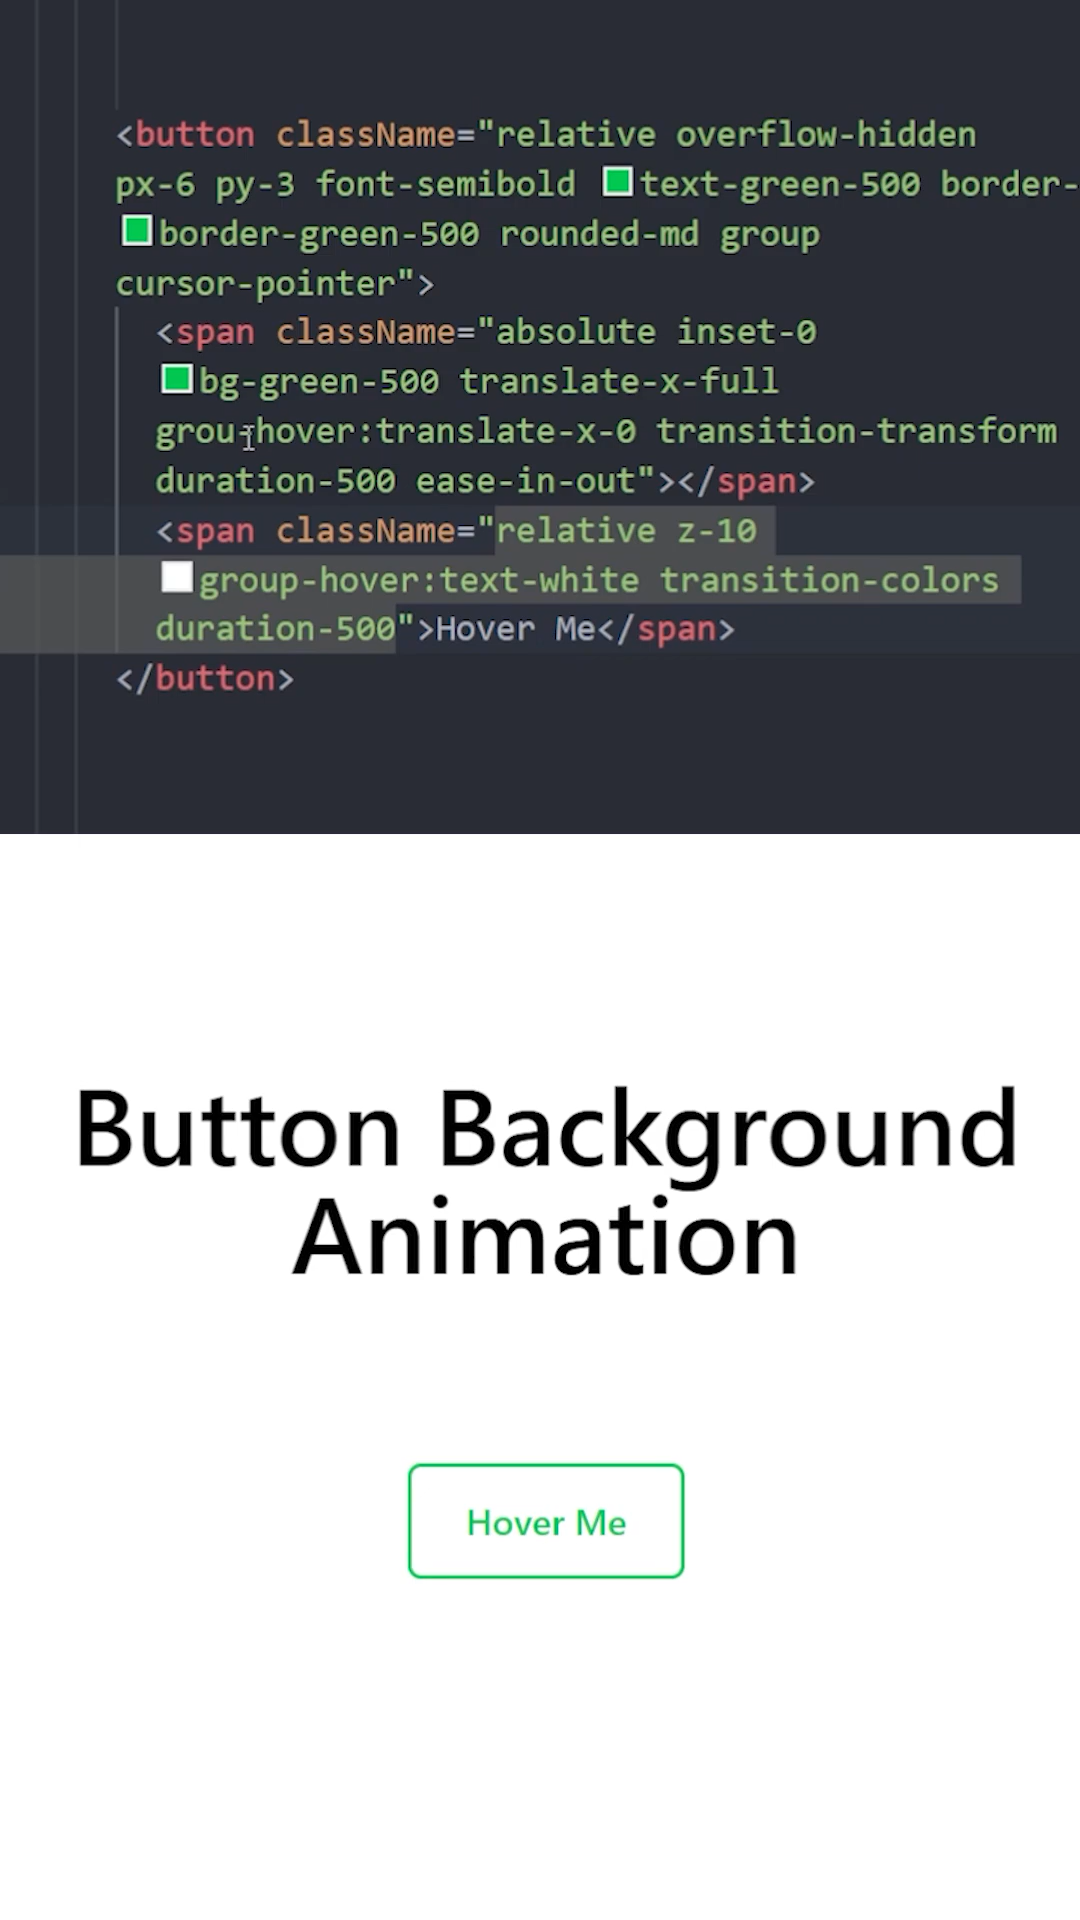 <button className="relative overflow-hidden
px-6 py-3 font-semibold text-green-500 border-
border-green-500 rounded-md group
cursor-pointer">
<span className="absolute inset-0
bg-green-500 translate-x-full
grou-hover:translate-x-0 transition-transform
duration-500 ease-in-out"></span>
<span className="relative z-10
group-hover:text-white transition-colors
duration-500">Hover Me</span>
</button>
Button Background
Animation
Hover Me